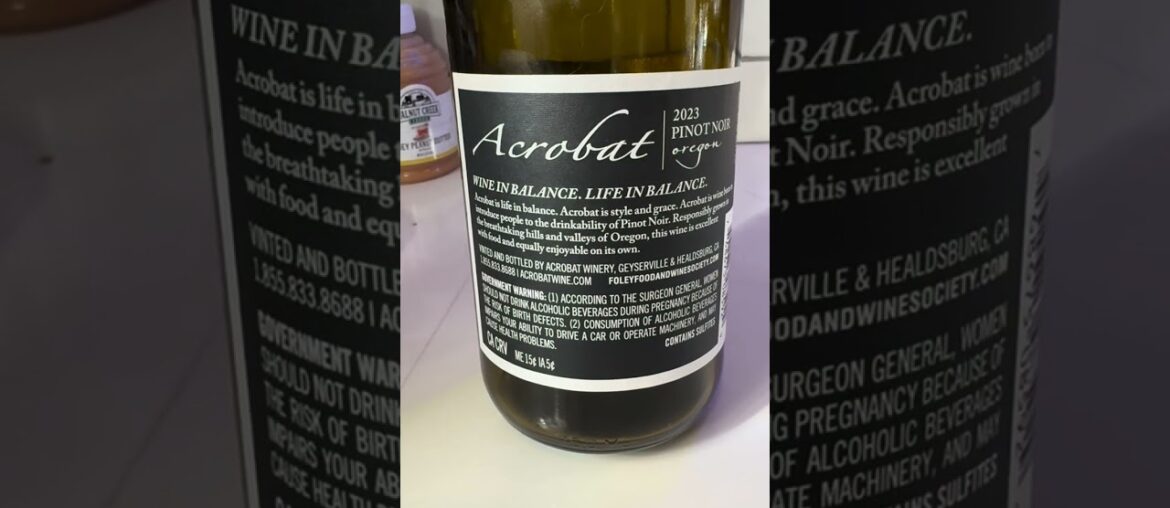 Acrobat
2023
PINOT NOIR
oregon
WINE IN BALANCE. LIFE IN BALANCE.
Acrobat is life in balance. Acrobat is style and grace. Acrobat is wine born to
introduce people to the drinkability of Pinot Noir. Responsibly grown in
the breathtaking hills and valleys of Oregon, this wine is excellent
with food and equally enjoyable on its own.
VINTED AND BOTTLED BY ACROBAT WINERY, GEYSERVILLE & HEALDSBURG, CA
1.855.833.8688 | ACROBATWINE.COM FOLEYFOODANDWINESOCIETY.COM
GOVERNMENT WARNING: (1) ACCORDING TO THE SURGEON GENERAL, WOMEN
SHOULD NOT DRINK ALCOHOLIC BEVERAGES DURING PREGNANCY BECAUSE OF
THE RISK OF BIRTH DEFECTS. (2) CONSUMPTION OF ALCOHOLIC BEVERAGES
IMPAIRS YOUR ABILITY TO DRIVE A CAR OR OPERATE MACHINERY, AND MAY
CAUSE HEALTH PROBLEMS.
CONTAINS SULFITES
CA CRV ME 15¢ IA 5¢